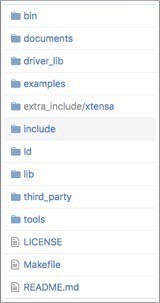 bin
documents
driver_lib
examples
extra_include/xtensa
include
ld
lib
third_party
tools
LICENSE
Makefile
README.md